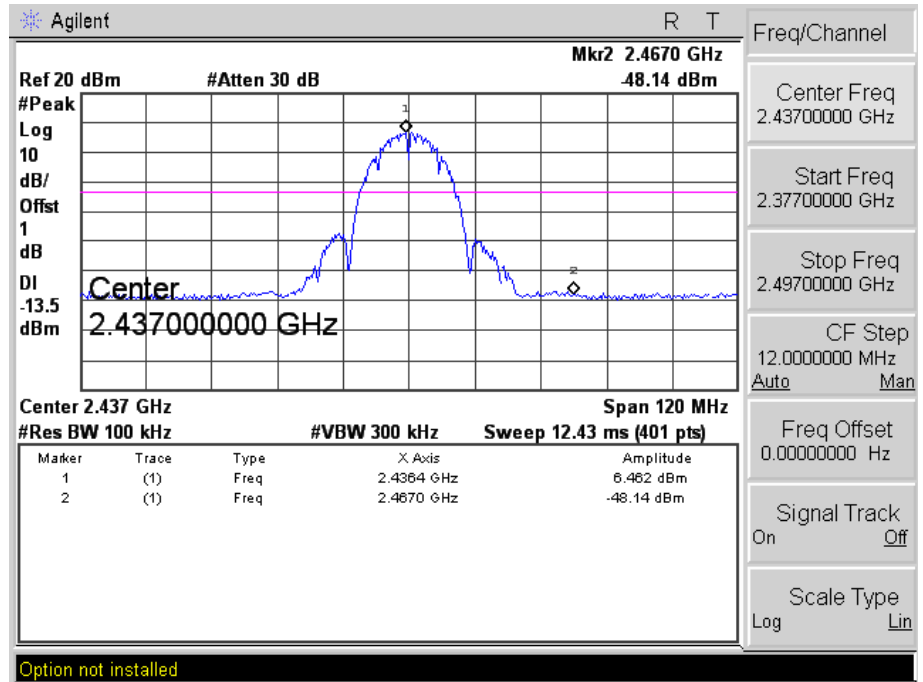 Agilent
R T
Mkr2 2.4670 GHz
Ref 20 dBm #Atten 30 dB -48.14 dBm
#Peak
Log
10
dB/
Offst
1
dB
DI
-13.5
dBm
1
2
Center
2.437000000 GHz
Center 2.437 GHz Span 120 MHz
#Res BW 100 kHz #VBW 300 kHz Sweep 12.43 ms (401 pts)
Marker Trace Type X Axis Amplitude
1 (1) Freq 2.4364 GHz 6.462 dBm
2 (1) Freq 2.4670 GHz -48.14 dBm
Freq/Channel
Center Freq
2.43700000 GHz
Start Freq
2.37700000 GHz
Stop Freq
2.49700000 GHz
CF Step
12.0000000 MHz
Auto Man
Freq Offset
0.00000000 Hz
Signal Track
On Off
Scale Type
Log Lin
Option not installed